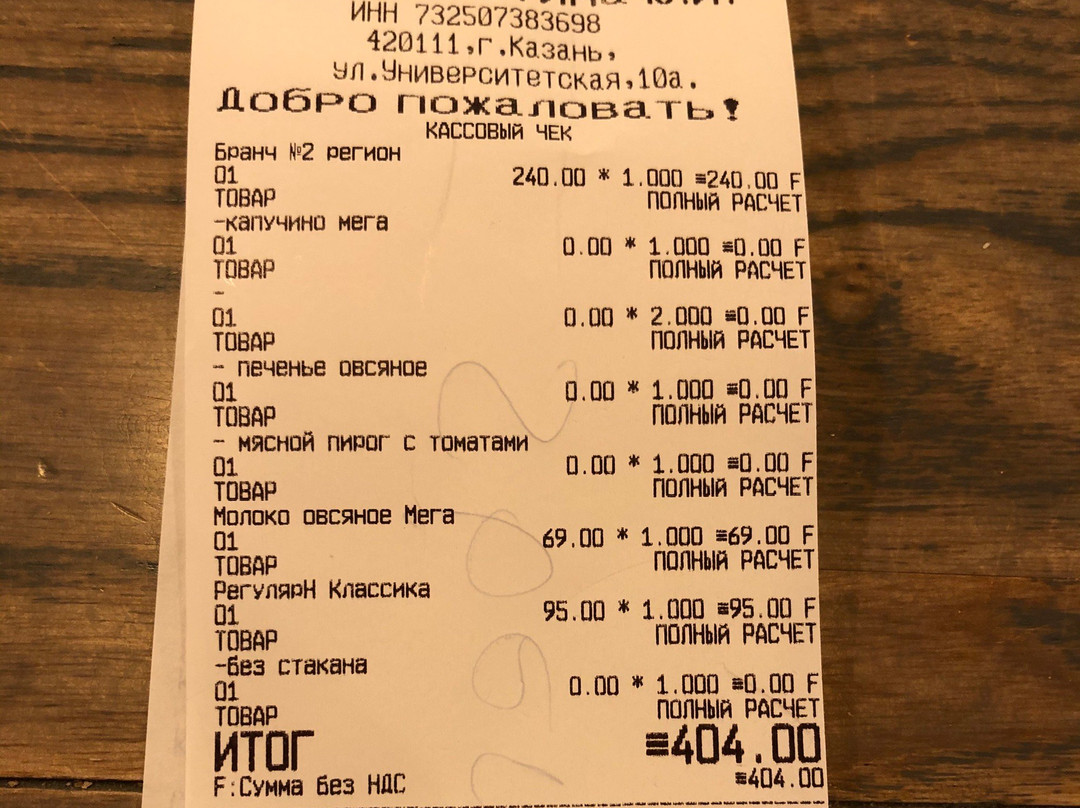 ИНН 732507383698
420111,г.Казань,
ул.Университетская,10а.
Добро пожаловать!
КАССОВЫЙ ЧЕК
Бранч №2 регион
01 240.00 * 1.000 ≡240.00 F
ТОВАР ПОЛНЫЙ РАСЧЕТ
-капучино мега
01 0.00 * 1.000 ≡0.00 F
ТОВАР ПОЛНЫЙ РАСЧЕТ
-
01 0.00 * 2.000 ≡0.00 F
ТОВАР ПОЛНЫЙ РАСЧЕТ
- печенье овсяное
01 0.00 * 1.000 ≡0.00 F
ТОВАР ПОЛНЫЙ РАСЧЕТ
- мясной пирог с томатами
01 0.00 * 1.000 ≡0.00 F
ТОВАР ПОЛНЫЙ РАСЧЕТ
Молоко овсяное Мега
01 69.00 * 1.000 ≡69.00 F
ТОВАР ПОЛНЫЙ РАСЧЕТ
РегулярН Классика
01 95.00 * 1.000 ≡95.00 F
ТОВАР ПОЛНЫЙ РАСЧЕТ
-без стакана
01 0.00 * 1.000 ≡0.00 F
ТОВАР ПОЛНЫЙ РАСЧЕТ
ИТОГ ≡404.00
F:Сумма без НДС ≡404.00